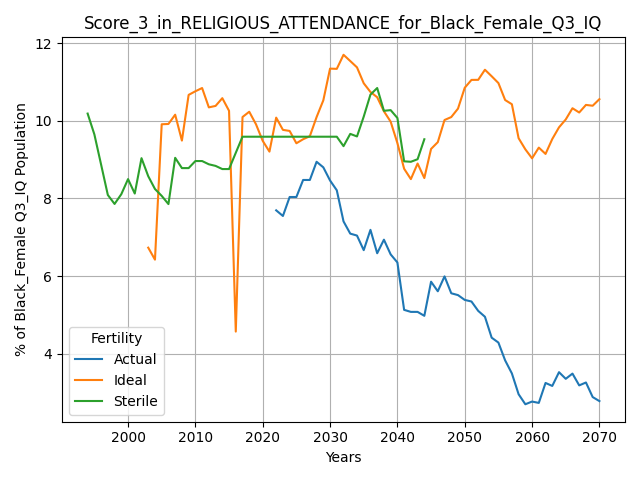 Score_3_in_RELIGIOUS_ATTENDANCE_for_Black_Female_Q3_IQ
12
10
8
6
4
% of Black_Female Q3_IQ Population
Fertility
Actual
Ideal
Sterile
2000 2010 2020 2030 2040 2050 2060 2070
Years